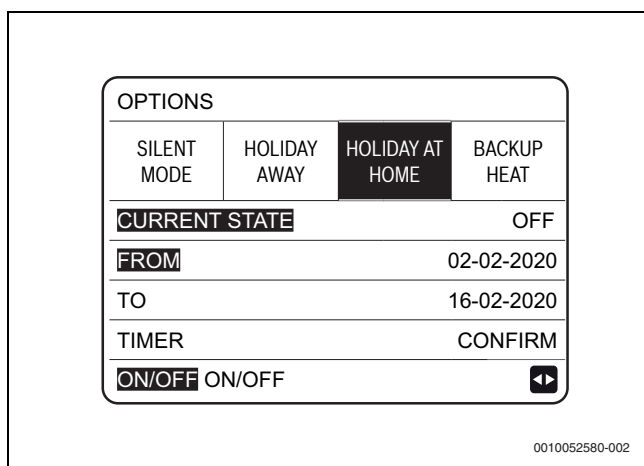 OPTIONS
SILENT MODE
HOLIDAY AWAY
HOLIDAY AT HOME
BACKUP HEAT
CURRENT STATE OFF
FROM 02-02-2020
TO 16-02-2020
TIMER CONFIRM
ON/OFF ON/OFF
0010052580-002